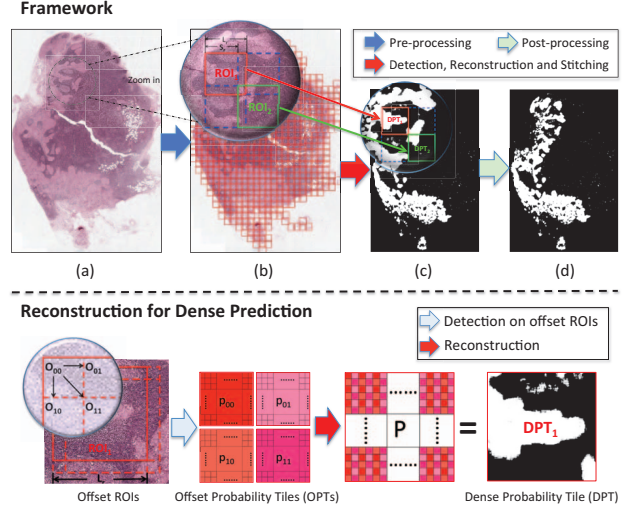 Framework
Zoom in
ROI1
ROI2
Pre-processing
Post-processing
Detection, Reconstruction and Stitching
DPT1
DPT2
(a)
(b)
(c)
(d)
Reconstruction for Dense Prediction
Detection on offset ROIs
Reconstruction
O00
O01
O10
O11
Offset ROIs
P00
P01
P10
P11
Offset Probability Tiles (OPTs)
P
=
DPT1
Dense Probability Tile (DPT)